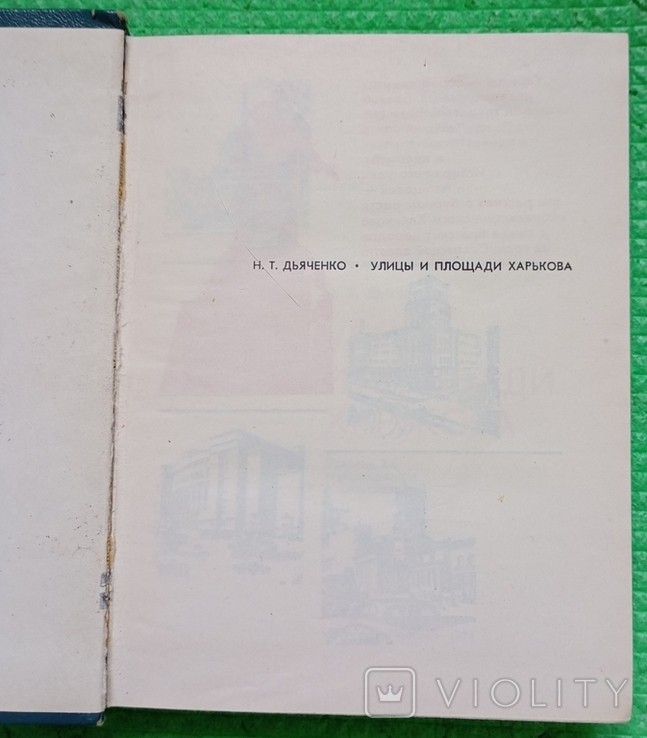 Н. Т. ДЬЯЧЕНКО • УЛИЦЫ И ПЛОЩАДИ ХАРЬКОВА
VIOLITY